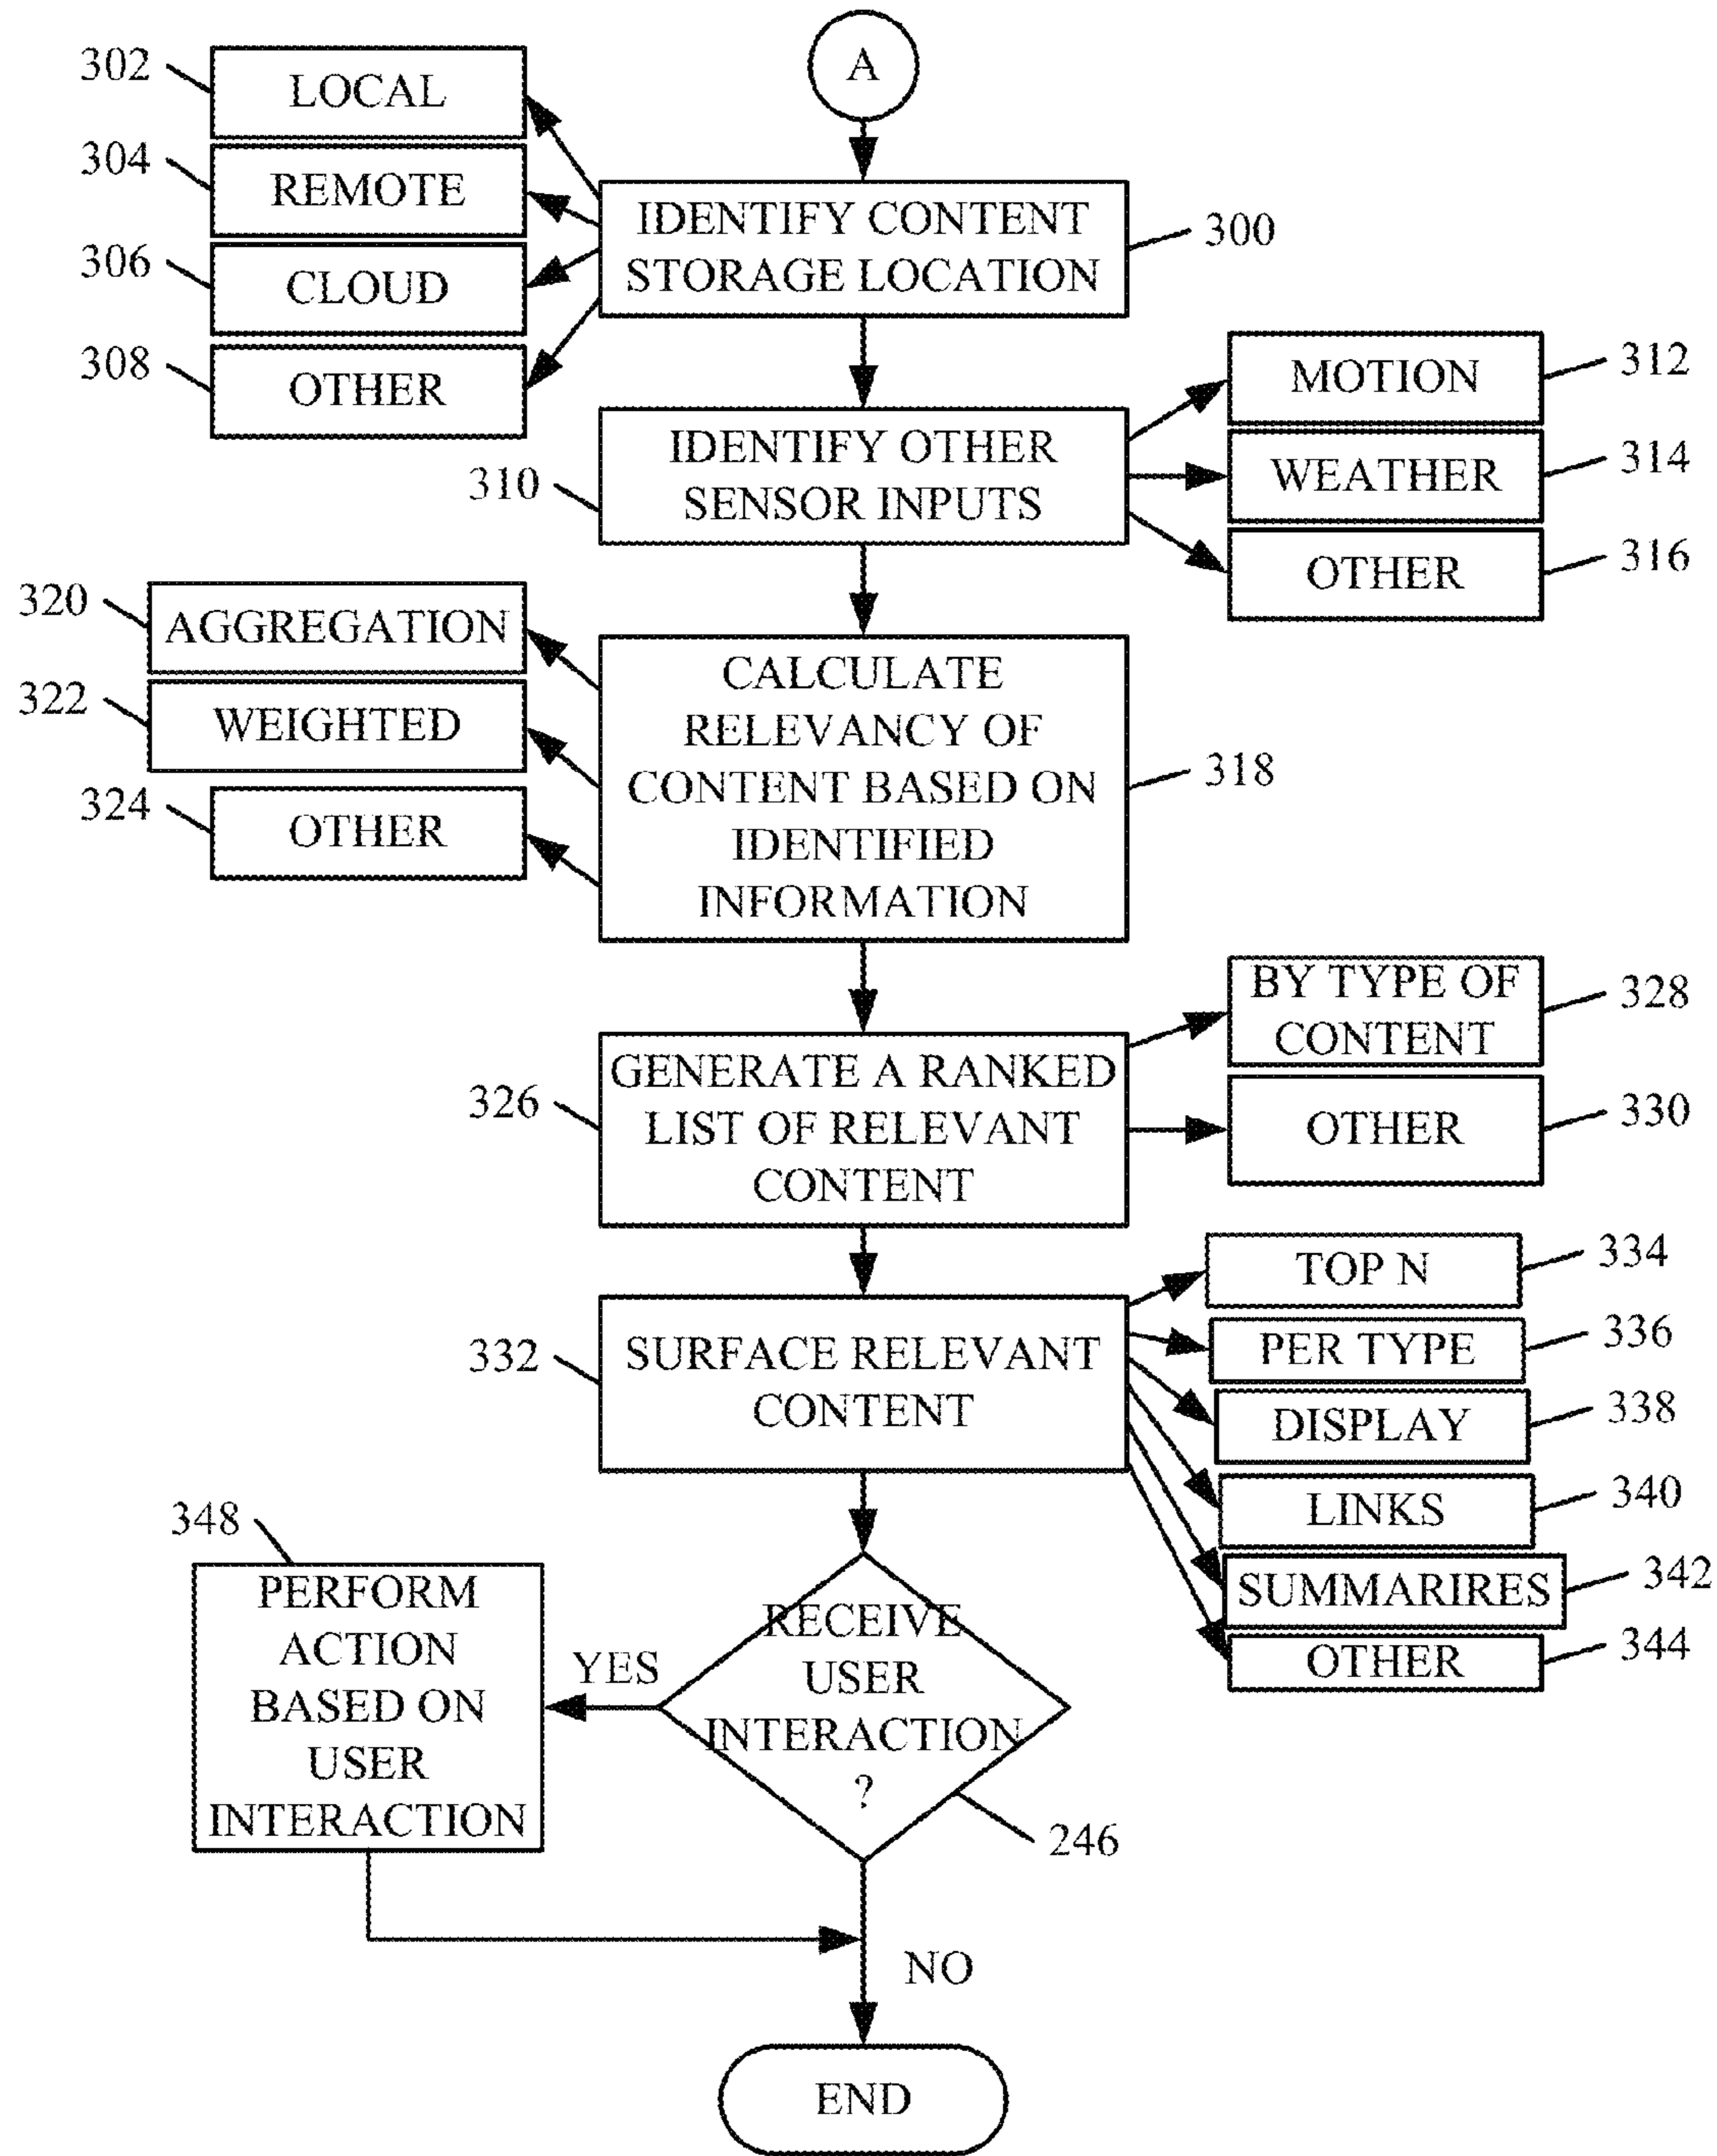 A
302
LOCAL
304
REMOTE
IDENTIFY CONTENT
STORAGE LOCATION
300
306
CLOUD
308
OTHER
MOTION
312
IDENTIFY OTHER
SENSOR INPUTS
310
WEATHER
314
OTHER
316
320
AGGREGATION
322
WEIGHTED
324
OTHER
CALCULATE
RELEVANCY OF
CONTENT BASED ON
IDENTIFIED
INFORMATION
318
BY TYPE OF
CONTENT
328
326
GENERATE A RANKED
LIST OF RELEVANT
CONTENT
OTHER
330
TOP N
334
332
SURFACE RELEVANT
CONTENT
PER TYPE
336
DISPLAY
338
LINKS
340
SUMMARIRES
342
OTHER
344
348
PERFORM
ACTION
BASED ON
USER
INTERACTION
YES
RECEIVE
USER
INTERACTION
?
246
NO
END